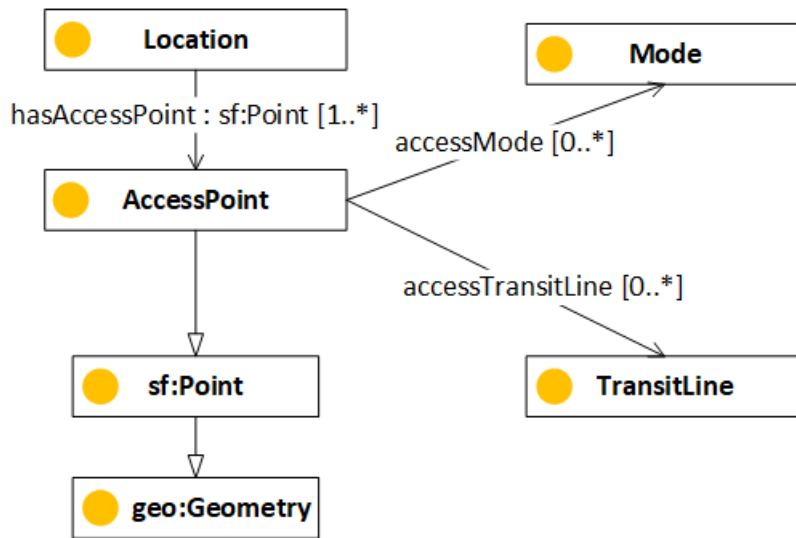 Location
Mode
hasAccessPoint : sf:Point [1..*]
accessMode [0..*]
AccessPoint
accessTransitLine [0..*]
sf:Point
TransitLine
geo:Geometry